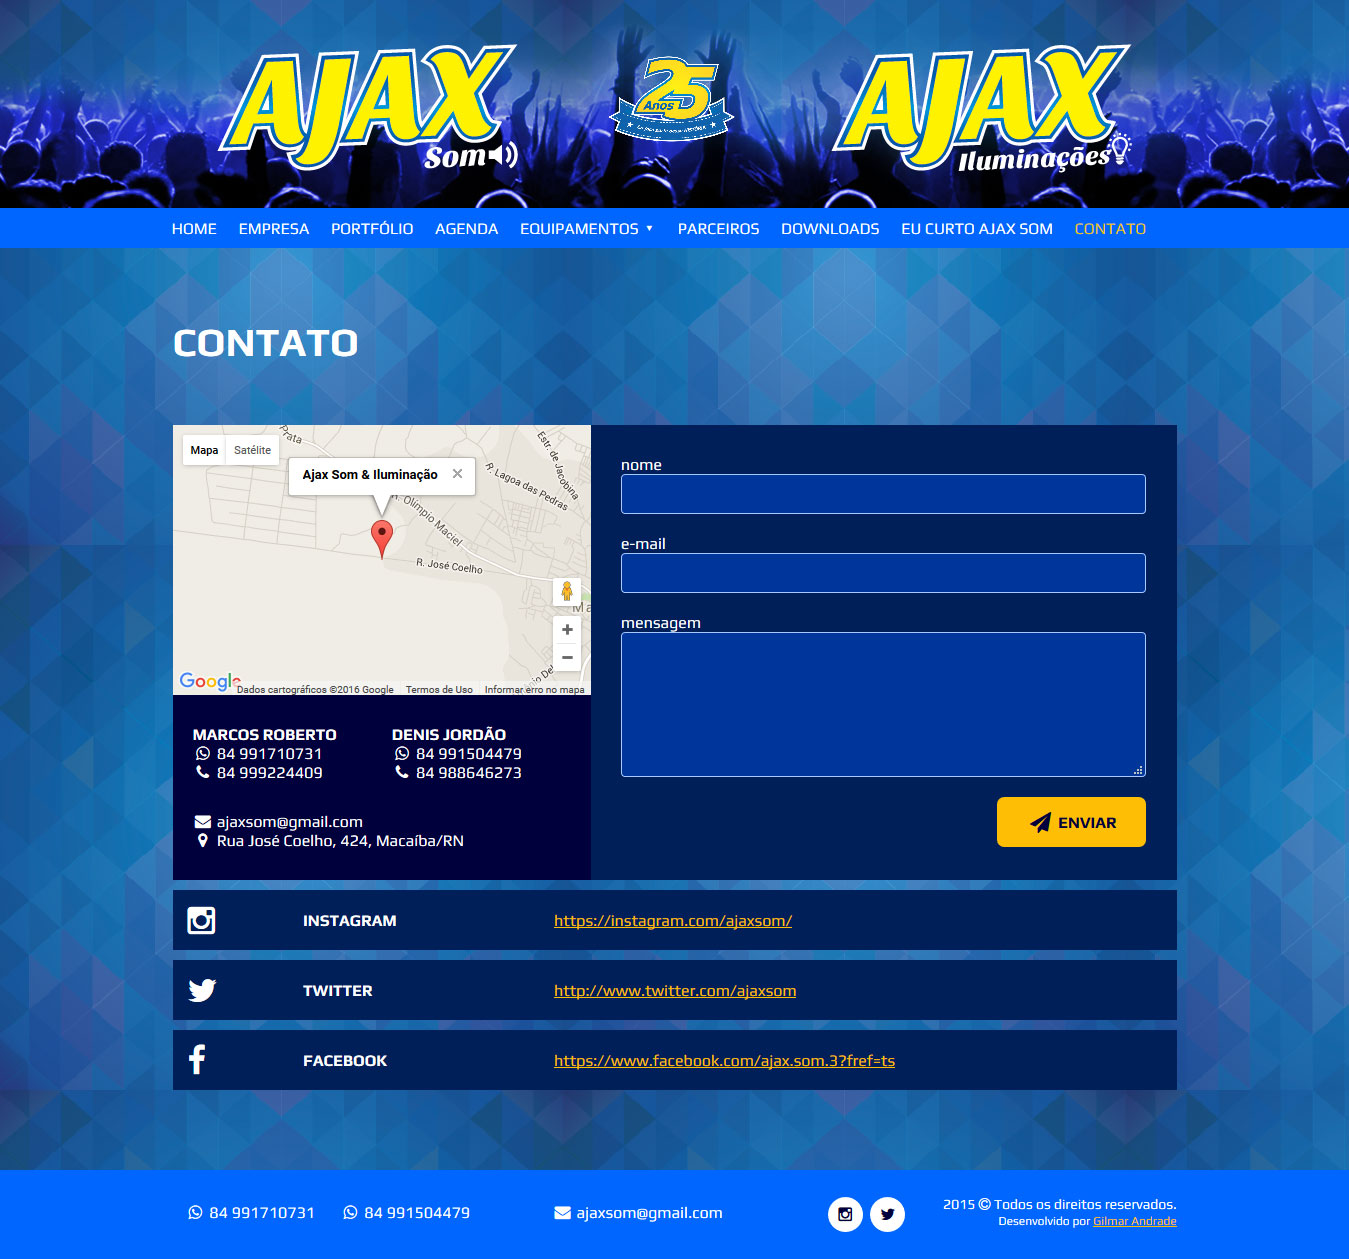 AJAX
Som
25
Anos
AJAX
Iluminações
HOME EMPRESA PORTFÓLIO AGENDA EQUIPAMENTOS ▼ PARCEIROS DOWNLOADS EU CURTO AJAX SOM CONTATO
CONTATO
Mapa Satélite
Prata
Ajax Som & Iluminação
Estr. de Jacobina
R. Lagoa das Pedras
R. Olímpio Maciel
R. José Coelho
Ma
Google
Dados cartográficos ©2016 Google Termos de Uso Informar erro no mapa
MARCOS ROBERTO
84 991710731
84 999224409
DENIS JORDÃO
84 991504479
84 988646273
ajaxsom@gmail.com
Rua José Coelho, 424, Macaíba/RN
nome
e-mail
mensagem
ENVIAR
INSTAGRAM https://instagram.com/ajaxsom/
TWITTER http://www.twitter.com/ajaxsom
FACEBOOK https://www.facebook.com/ajax.som.3?fref=ts
84 991710731 84 991504479 ajaxsom@gmail.com
2015 © Todos os direitos reservados.
Desenvolvido por Gilmar Andrade